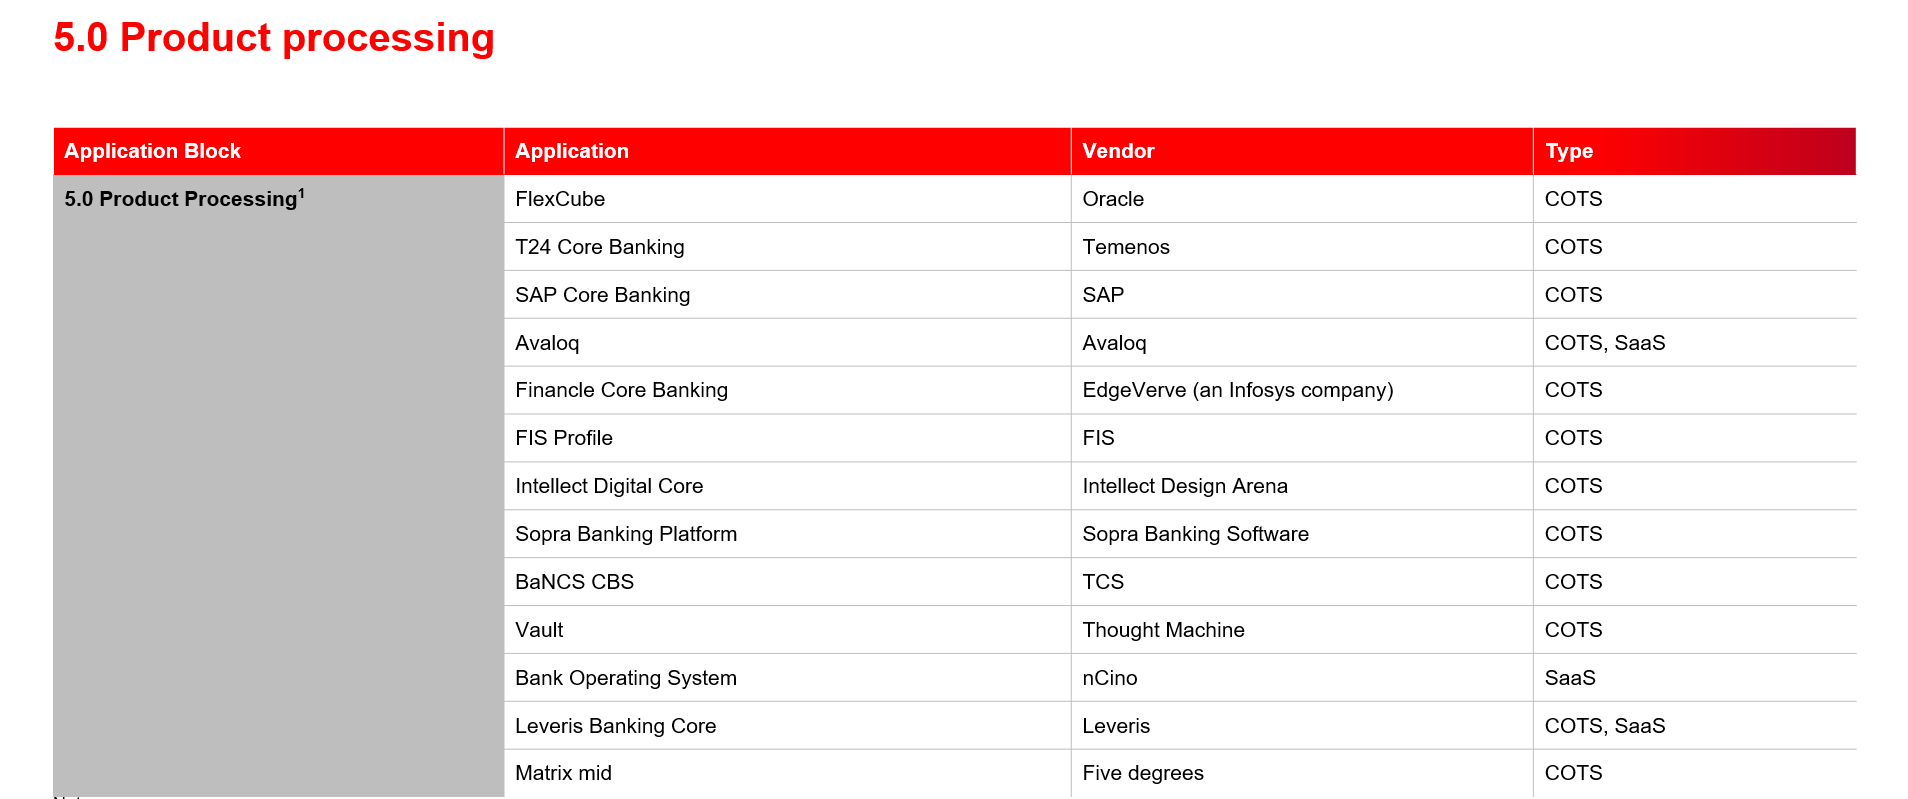 5.0 Product processing
Application Block Application Vendor Type
5.0 Product Processing1 FlexCube Oracle COTS
T24 Core Banking Temenos COTS
SAP Core Banking SAP COTS
Avaloq Avaloq COTS, SaaS
Financle Core Banking EdgeVerve (an Infosys company) COTS
FIS Profile FIS COTS
Intellect Digital Core Intellect Design Arena COTS
Sopra Banking Platform Sopra Banking Software COTS
BaNCS CBS TCS COTS
Vault Thought Machine COTS
Bank Operating System nCino SaaS
Leveris Banking Core Leveris COTS, SaaS
Matrix mid Five degrees COTS